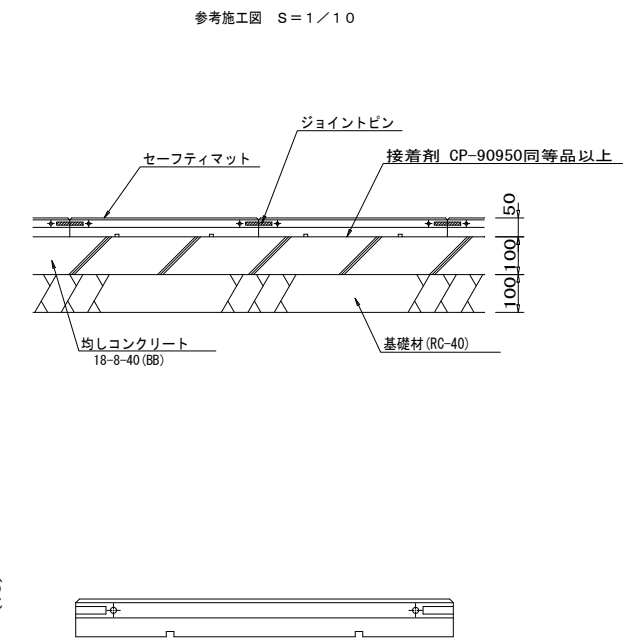 参考施工図 S=1/10
ジョイントピン
セーフティマット
接着剤 CP-90950同等品以上
50
100
100
均しコンクリート
18-8-40(BB)
基礎材(RC-40)